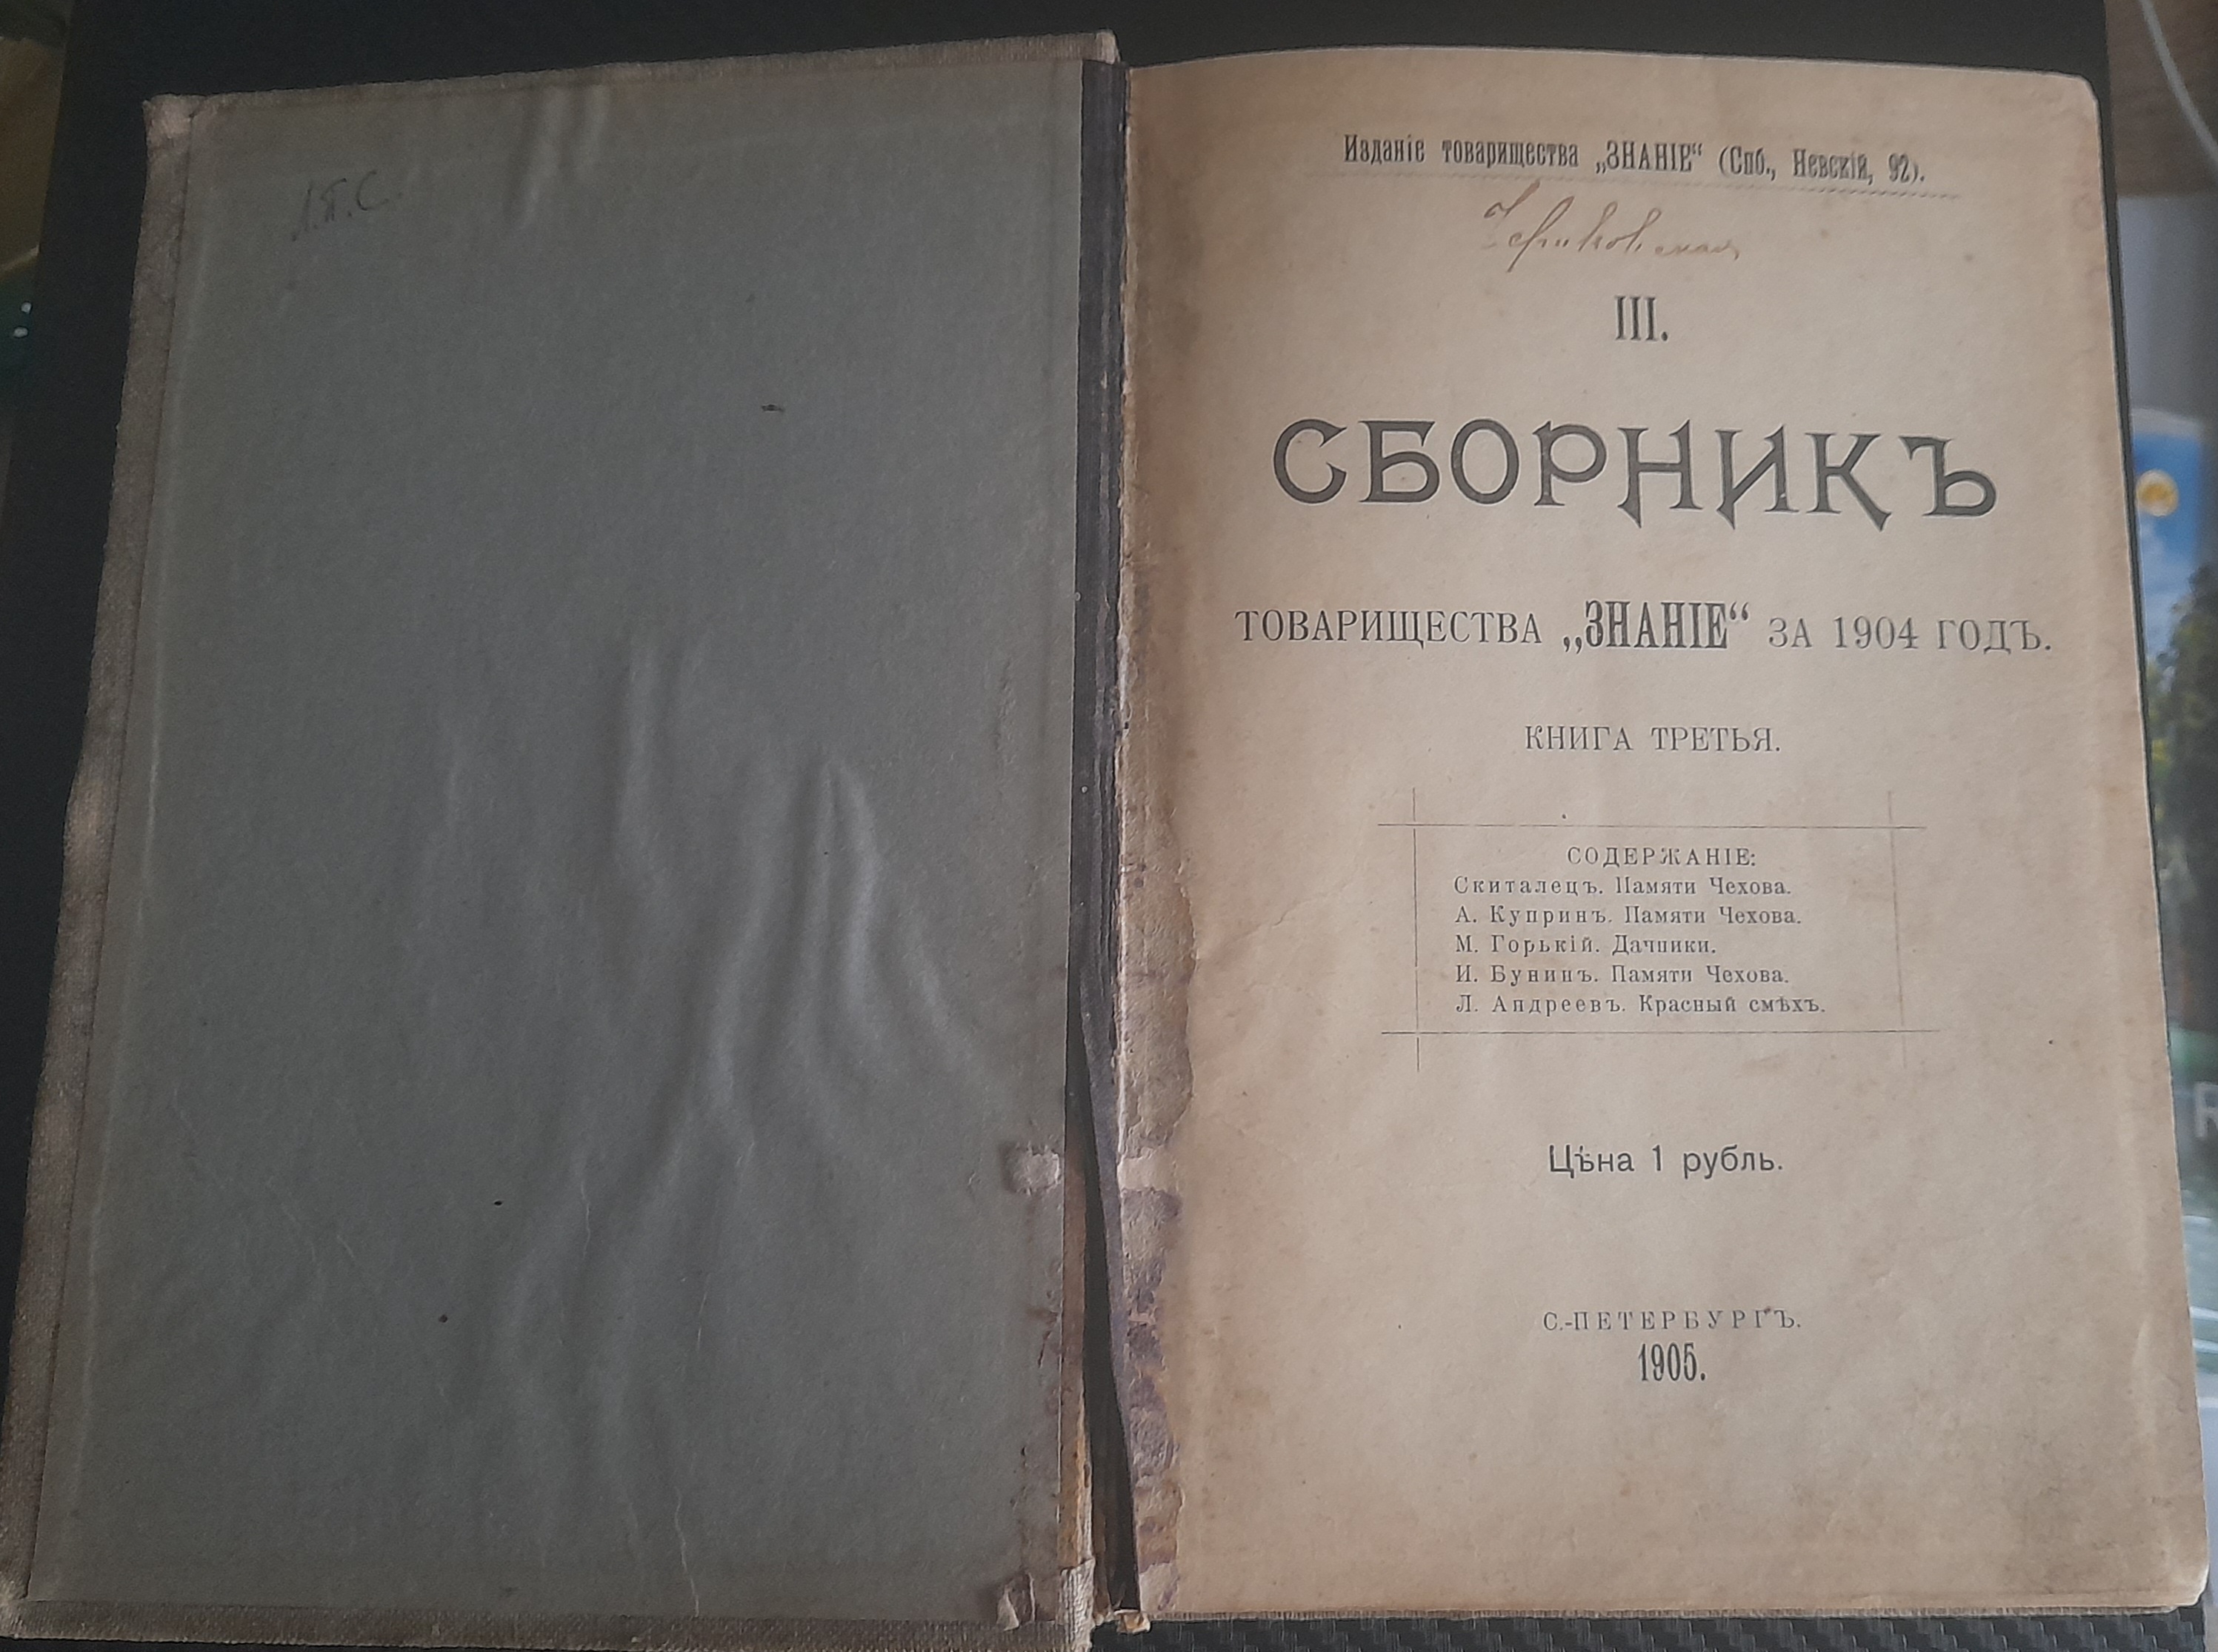 Л.П.С.
Изданіе товарищества „ЗНАНІЕ“ (Спб., Невскій, 92).
III.
СБОРНИКЪ
ТОВАРИЩЕСТВА „ЗНАНІЕ“ ЗА 1904 ГОДЪ.
КНИГА ТРЕТЬЯ.
СОДЕРЖАНІЕ:
Скиталецъ. Памяти Чехова.
А. Купринъ. Памяти Чехова.
М. Горькій. Дачники.
И. Бунинъ. Памяти Чехова.
Л. Андреевъ. Красный смѣхъ.
Цѣна 1 рубль.
С.-ПЕТЕРБУРГЪ.
1905.